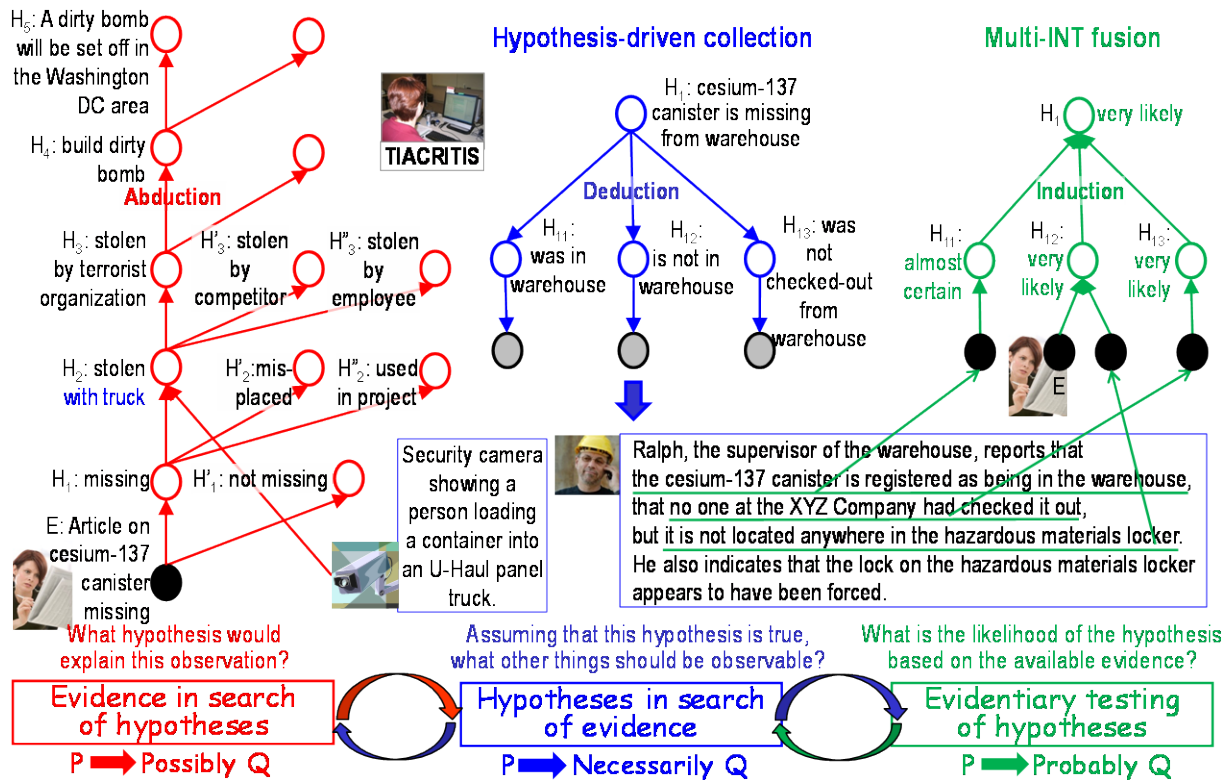 H₅: A dirty bomb
will be set off in
the Washington
DC area
H₄: build dirty
bomb
Abduction
H₃: stolen
by terrorist
organization
H'₃: stolen
by
competitor
H"₃: stolen
by
employee
H₂: stolen
with truck
H'₂: mis-
placed
H"₂: used
in project
H₁: missing
H'₁: not missing
E: Article on
cesium-137
canister
missing
TIACRITIS
Security camera
showing a
person loading
a container into
an U-Haul panel
truck.
Hypothesis-driven collection
H₁: cesium-137
canister is missing
from warehouse
Deduction
H₁₁:
was in
warehouse
H₁₂:
is not in
warehouse
H₁₃: was
not
checked-out
from
warehouse
Multi-INT fusion
H₁
very likely
Induction
H₁₁:
almost
certain
H₁₂:
very
likely
H₁₃:
very
likely
E
Ralph, the supervisor of the warehouse, reports that
the cesium-137 canister is registered as being in the warehouse,
that no one at the XYZ Company had checked it out,
but it is not located anywhere in the hazardous materials locker.
He also indicates that the lock on the hazardous materials locker
appears to have been forced.
What hypothesis would
explain this observation?
Evidence in search
of hypotheses
P → Possibly Q
Assuming that this hypothesis is true,
what other things should be observable?
Hypotheses in search
of evidence
P → Necessarily Q
What is the likelihood of the hypothesis
based on the available evidence?
Evidentiary testing
of hypotheses
P → Probably Q